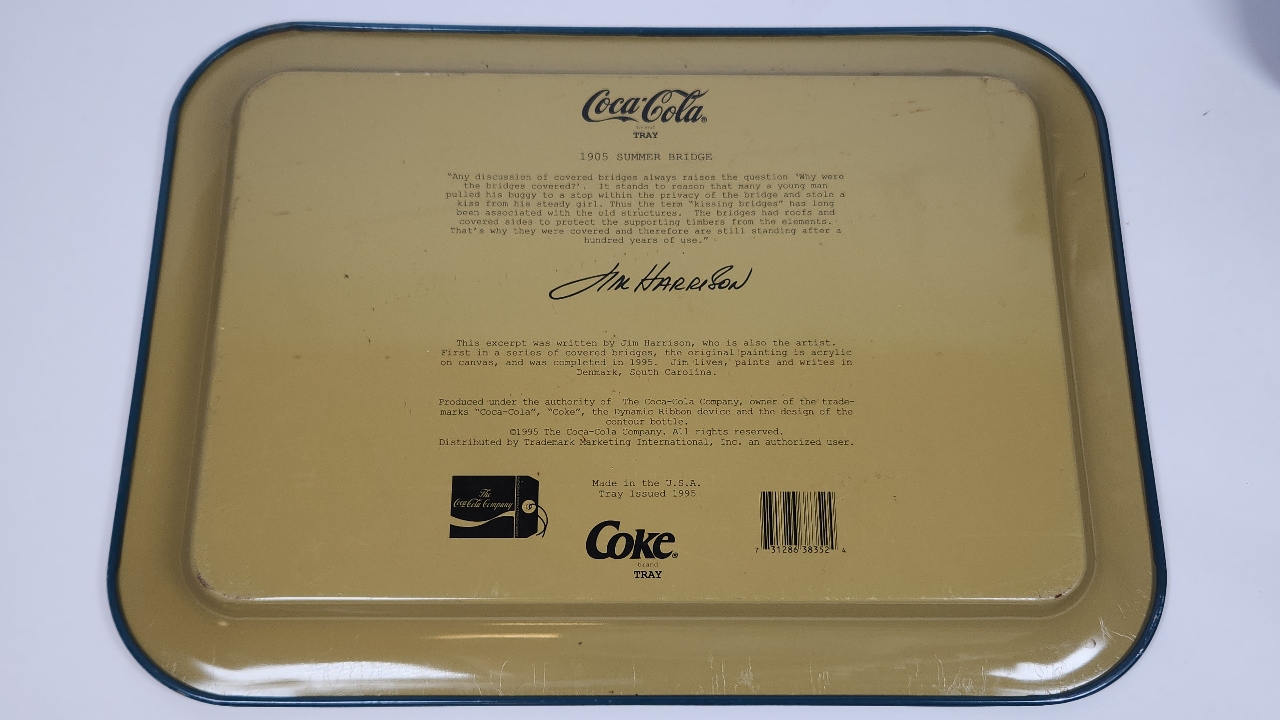 Coca-Cola®
brand
TRAY
1905 SUMMER BRIDGE
"Any discussion of covered bridges always raises the question 'Why were
the bridges covered?'. It stands to reason that many a young man
pulled his buggy to a stop within the privacy of the bridge and stole a
kiss from his steady girl. Thus the term "kissing bridges" has long
been associated with the old structures. The bridges had roofs and
covered sides to protect the supporting timbers from the elements.
That's why they were covered and therefore are still standing after a
hundred years of use."
Jim Harrison
This excerpt was written by Jim Harrison, who is also the artist.
First in a series of covered bridges, the original painting is acrylic
on canvas, and was completed in 1995. Jim lives, paints and writes in
Denmark, South Carolina.
Produced under the authority of The Coca-Cola Company, owner of the trade-
marks "Coca-Cola", "Coke", the Dynamic Ribbon device and the design of the
contour bottle.
©1995 The Coca-Cola Company. All rights reserved.
Distributed by Trademark Marketing International, Inc. an authorized user.
The
Coca-Cola Company
Made in the U.S.A.
Tray Issued 1995
Coke®
brand
TRAY
7 31286 38352 4